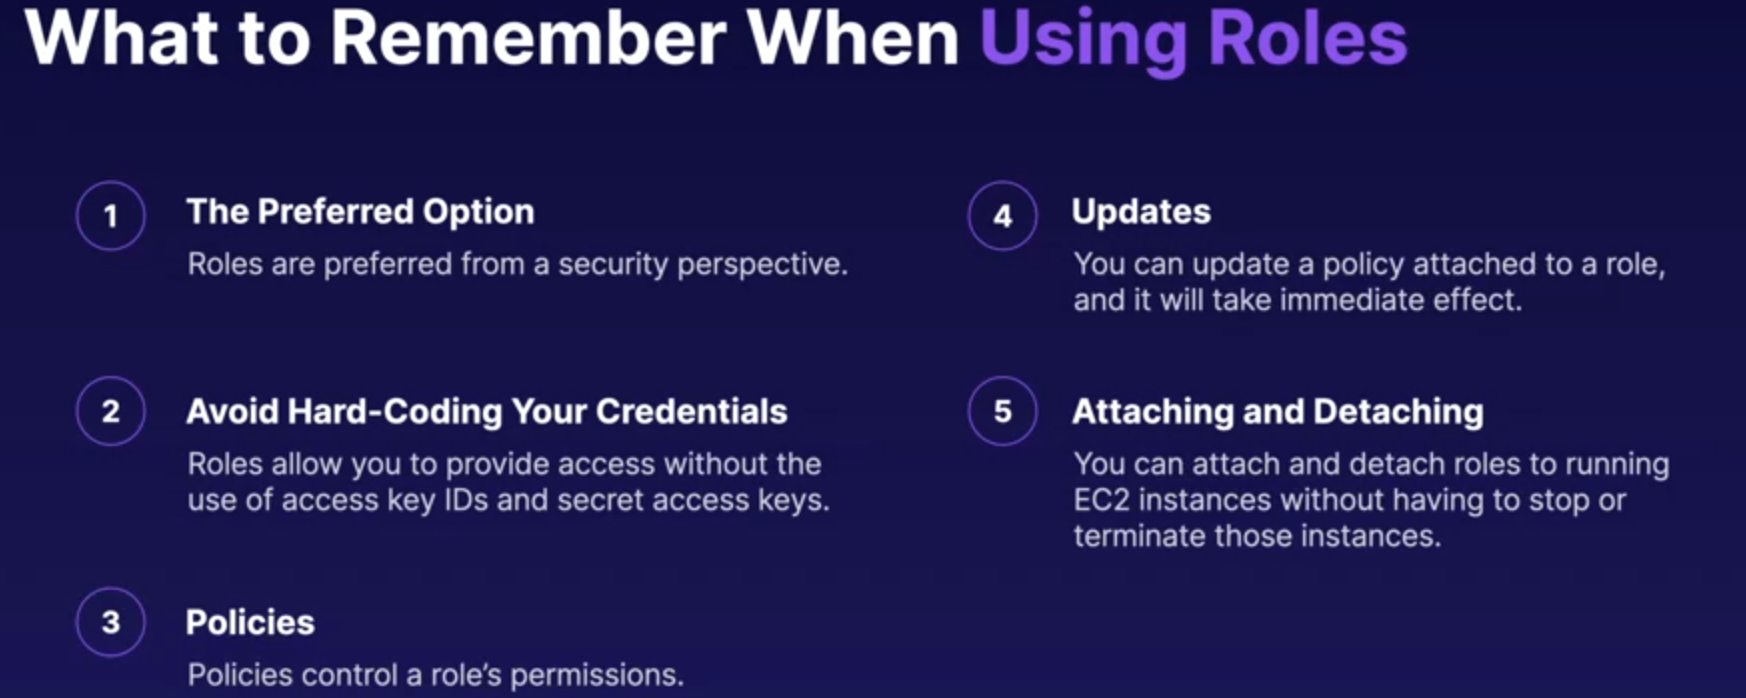 What to Remember When Using Roles
1
The Preferred Option
Roles are preferred from a security perspective.
2
Avoid Hard-Coding Your Credentials
Roles allow you to provide access without the
use of access key IDs and secret access keys.
3
Policies
Policies control a role's permissions.
4
Updates
You can update a policy attached to a role,
and it will take immediate effect.
5
Attaching and Detaching
You can attach and detach roles to running
EC2 instances without having to stop or
terminate those instances.